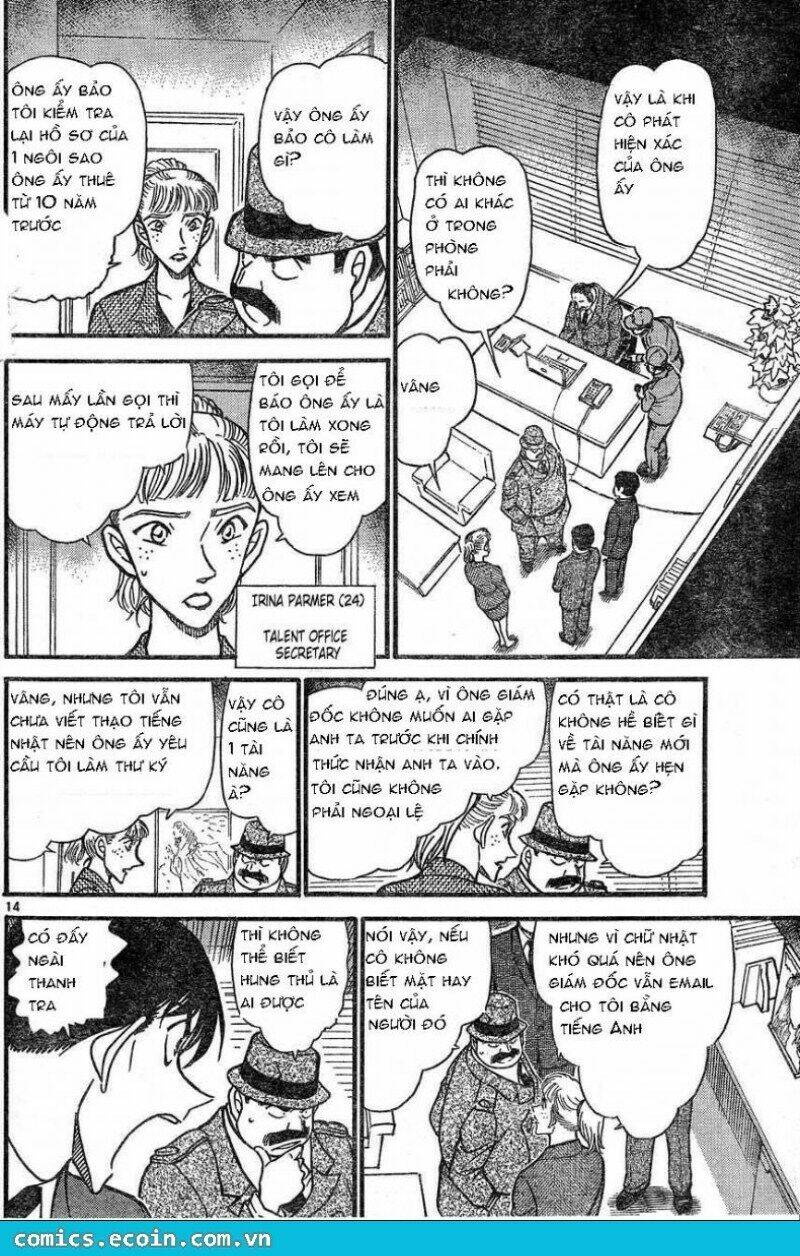 VẬY LÀ KHI
CÔ PHÁT
HIỆN XÁC
CỦA ÔNG
ẤY
THÌ KHÔNG
CÓ AI KHÁC
Ở TRONG
PHÒNG
PHẢI
KHÔNG?
VÂNG
VẬY ÔNG ẤY
BẢO CÔ LÀM
GÌ?
ÔNG ẤY BẢO
TÔI KIỂM TRA
LẠI HỒ SƠ CỦA
1 NGÔI SAO
ÔNG ẤY THUÊ
TỪ 10 NĂM
TRƯỚC
TÔI GỌI ĐỂ
BÁO ÔNG ẤY LÀ
TÔI LÀM XONG
RỒI, TÔI SẼ
MANG LÊN CHO
ÔNG ẤY XEM
SAU MẤY LẦN GỌI THÌ
MÁY TỰ ĐỘNG TRẢ LỜI
IRINA PARMER (24)
TALENT OFFICE
SECRETARY
CÓ THẬT LÀ CÔ
KHÔNG HỀ BIẾT GÌ
VỀ TÀI NĂNG MỚI
MÀ ÔNG ẤY HẸN
GẶP KHÔNG?
ĐÚNG Ạ, VÌ ÔNG GIÁM
ĐỐC KHÔNG MUỐN AI GẶP
ANH TA TRƯỚC KHI CHÍNH
THỨC NHẬN ANH TA VÀO.
TÔI CŨNG KHÔNG
PHẢI NGOẠI LỆ
VẬY CÔ
CŨNG LÀ
1 TÀI
NĂNG
À?
VÂNG, NHƯNG TÔI VẪN
CHƯA VIẾT THẠO TIẾNG
NHẬT NÊN ÔNG ẤY YÊU
CẦU TÔI LÀM THƯ KÝ
14
NHƯNG VÌ CHỮ NHẬT
KHÓ QUÁ NÊN ÔNG
GIÁM ĐỐC VẪN EMAIL
CHO TÔI BẰNG
TIẾNG ANH
NÓI VẬY, NẾU
CÔ KHÔNG
BIẾT MẶT HAY
TÊN CỦA
NGƯỜI ĐÓ
THÌ KHÔNG
THỂ BIẾT
HUNG THỦ LÀ
AI ĐƯỢC
CÓ ĐẤY
NGÀI
THANH
TRA
comics.ecoin.com.vn